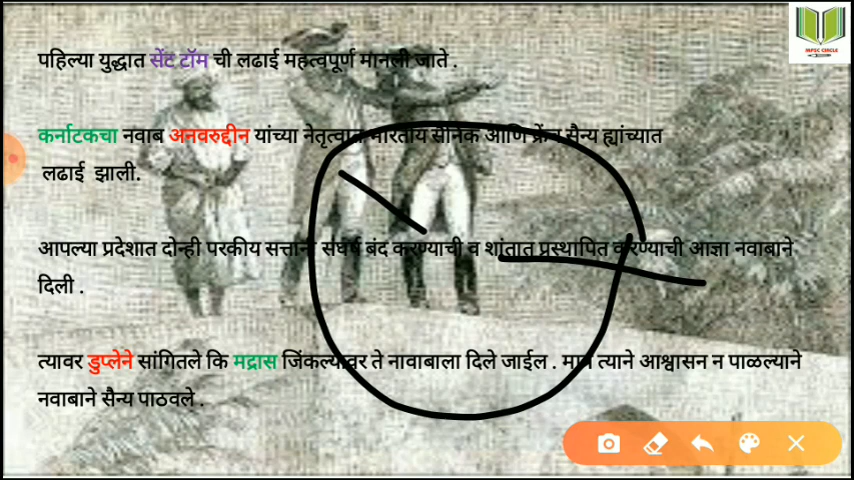 MPSC CIRCLE
पहिल्या युद्धात सेंट टॉम ची लढाई महत्वपूर्ण मानली जाते .
कर्नाटकचा नवाब अनवरुद्दीन यांच्या नेतृत्वात भारतीय सैनिक आणि फ्रेंच सैन्य ह्यांच्यात
लढाई झाली.
आपल्या प्रदेशात दोन्ही परकीय सत्तानी संघर्ष बंद करण्याची व शांतात प्रस्थापित करण्याची आज्ञा नवाबाने
दिली .
त्यावर डुप्लेने सांगितले कि मद्रास जिंकल्यावर ते नावाबाला दिले जाईल . मात्र त्याने आश्वासन न पाळल्याने
नवाबाने सैन्य पाठवले .